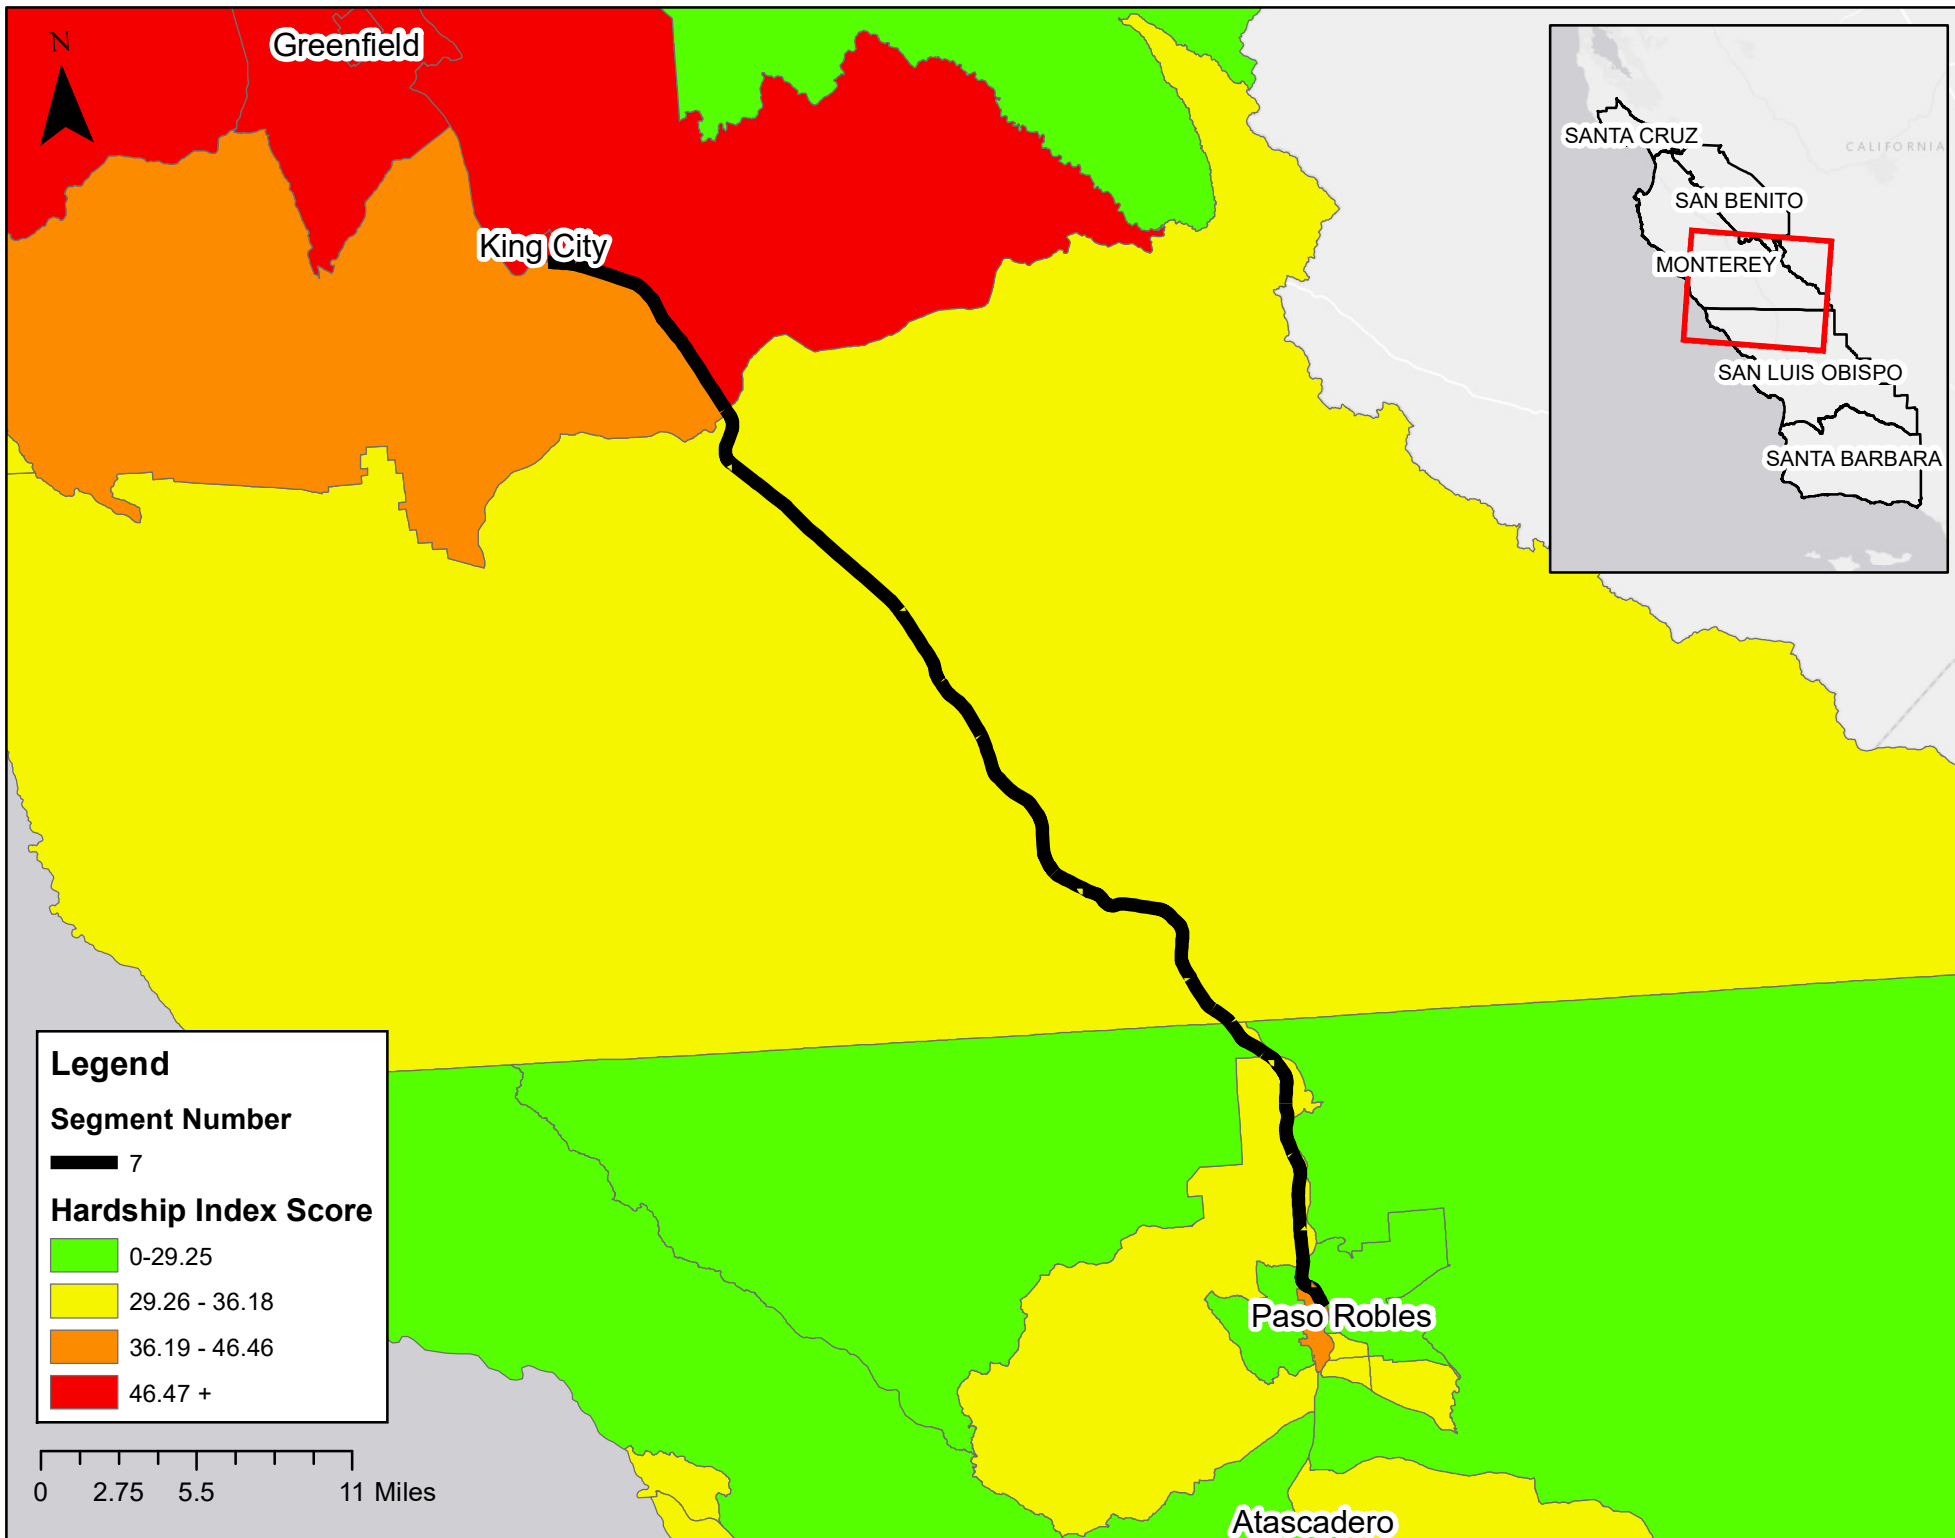 N
Greenfield
King City
Paso Robles
Atascadero
SANTA CRUZ
CALIFORNIA
SAN BENITO
MONTEREY
SAN LUIS OBISPO
SANTA BARBARA
Legend
Segment Number
7
Hardship Index Score
0-29.25
29.26 - 36.18
36.19 - 46.46
46.47 +
0 2.75 5.5 11 Miles